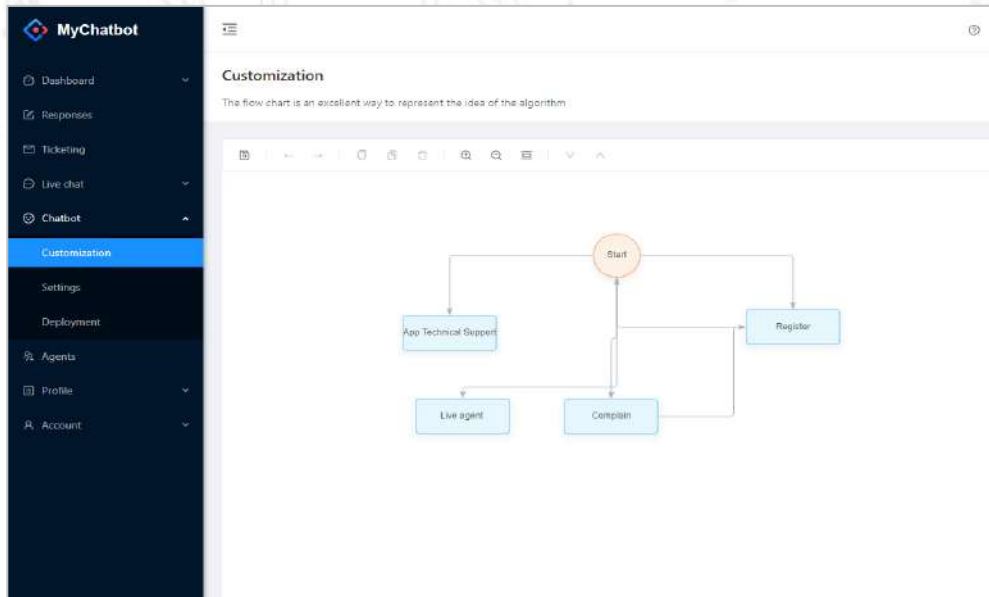 MyChatbot
Dashboard
Responses
Ticketing
Live chat
Chatbot
Customization
Settings
Deployment
Agents
Profile
Account
Customization
The flow chart is an excellent way to represent the idea of the algorithm
Start
App Technical Support
Register
Live agent
Complain